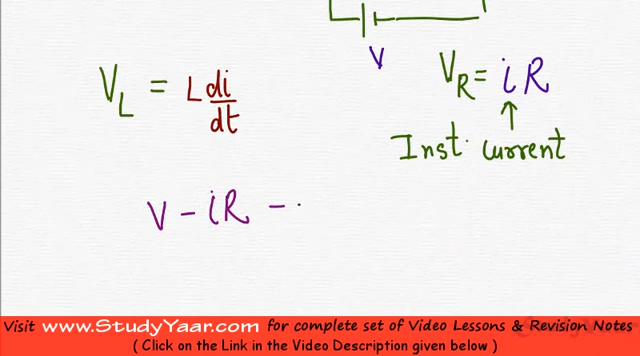 V
V_L = L di/dt
V_R = i R
Inst. current
V - iR -
Visit www.StudyYaar.com for complete set of Video Lessons & Revision Notes
( Click on the Link in the Video Description given below )